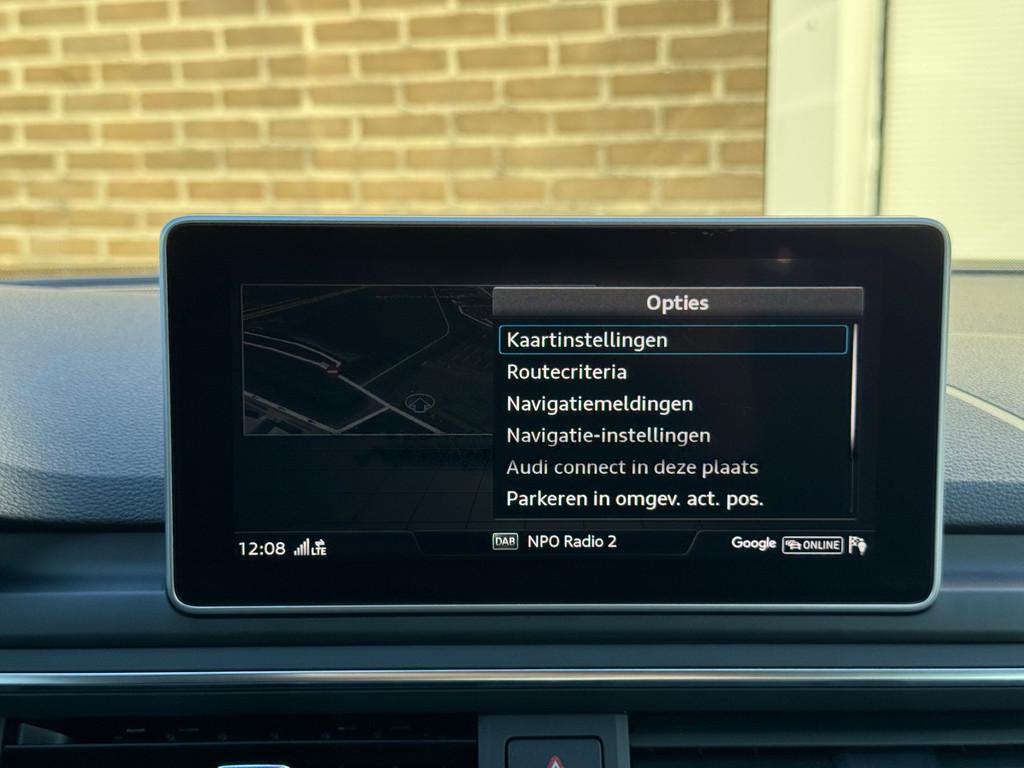 Opties
Kaartinstellingen
Routecriteria
Navigatiemeldingen
Navigatie-instellingen
Audi connect in deze plaats
Parkeren in omgev. act. pos.
12:08 LTE DAB NPO Radio 2 Google ONLINE